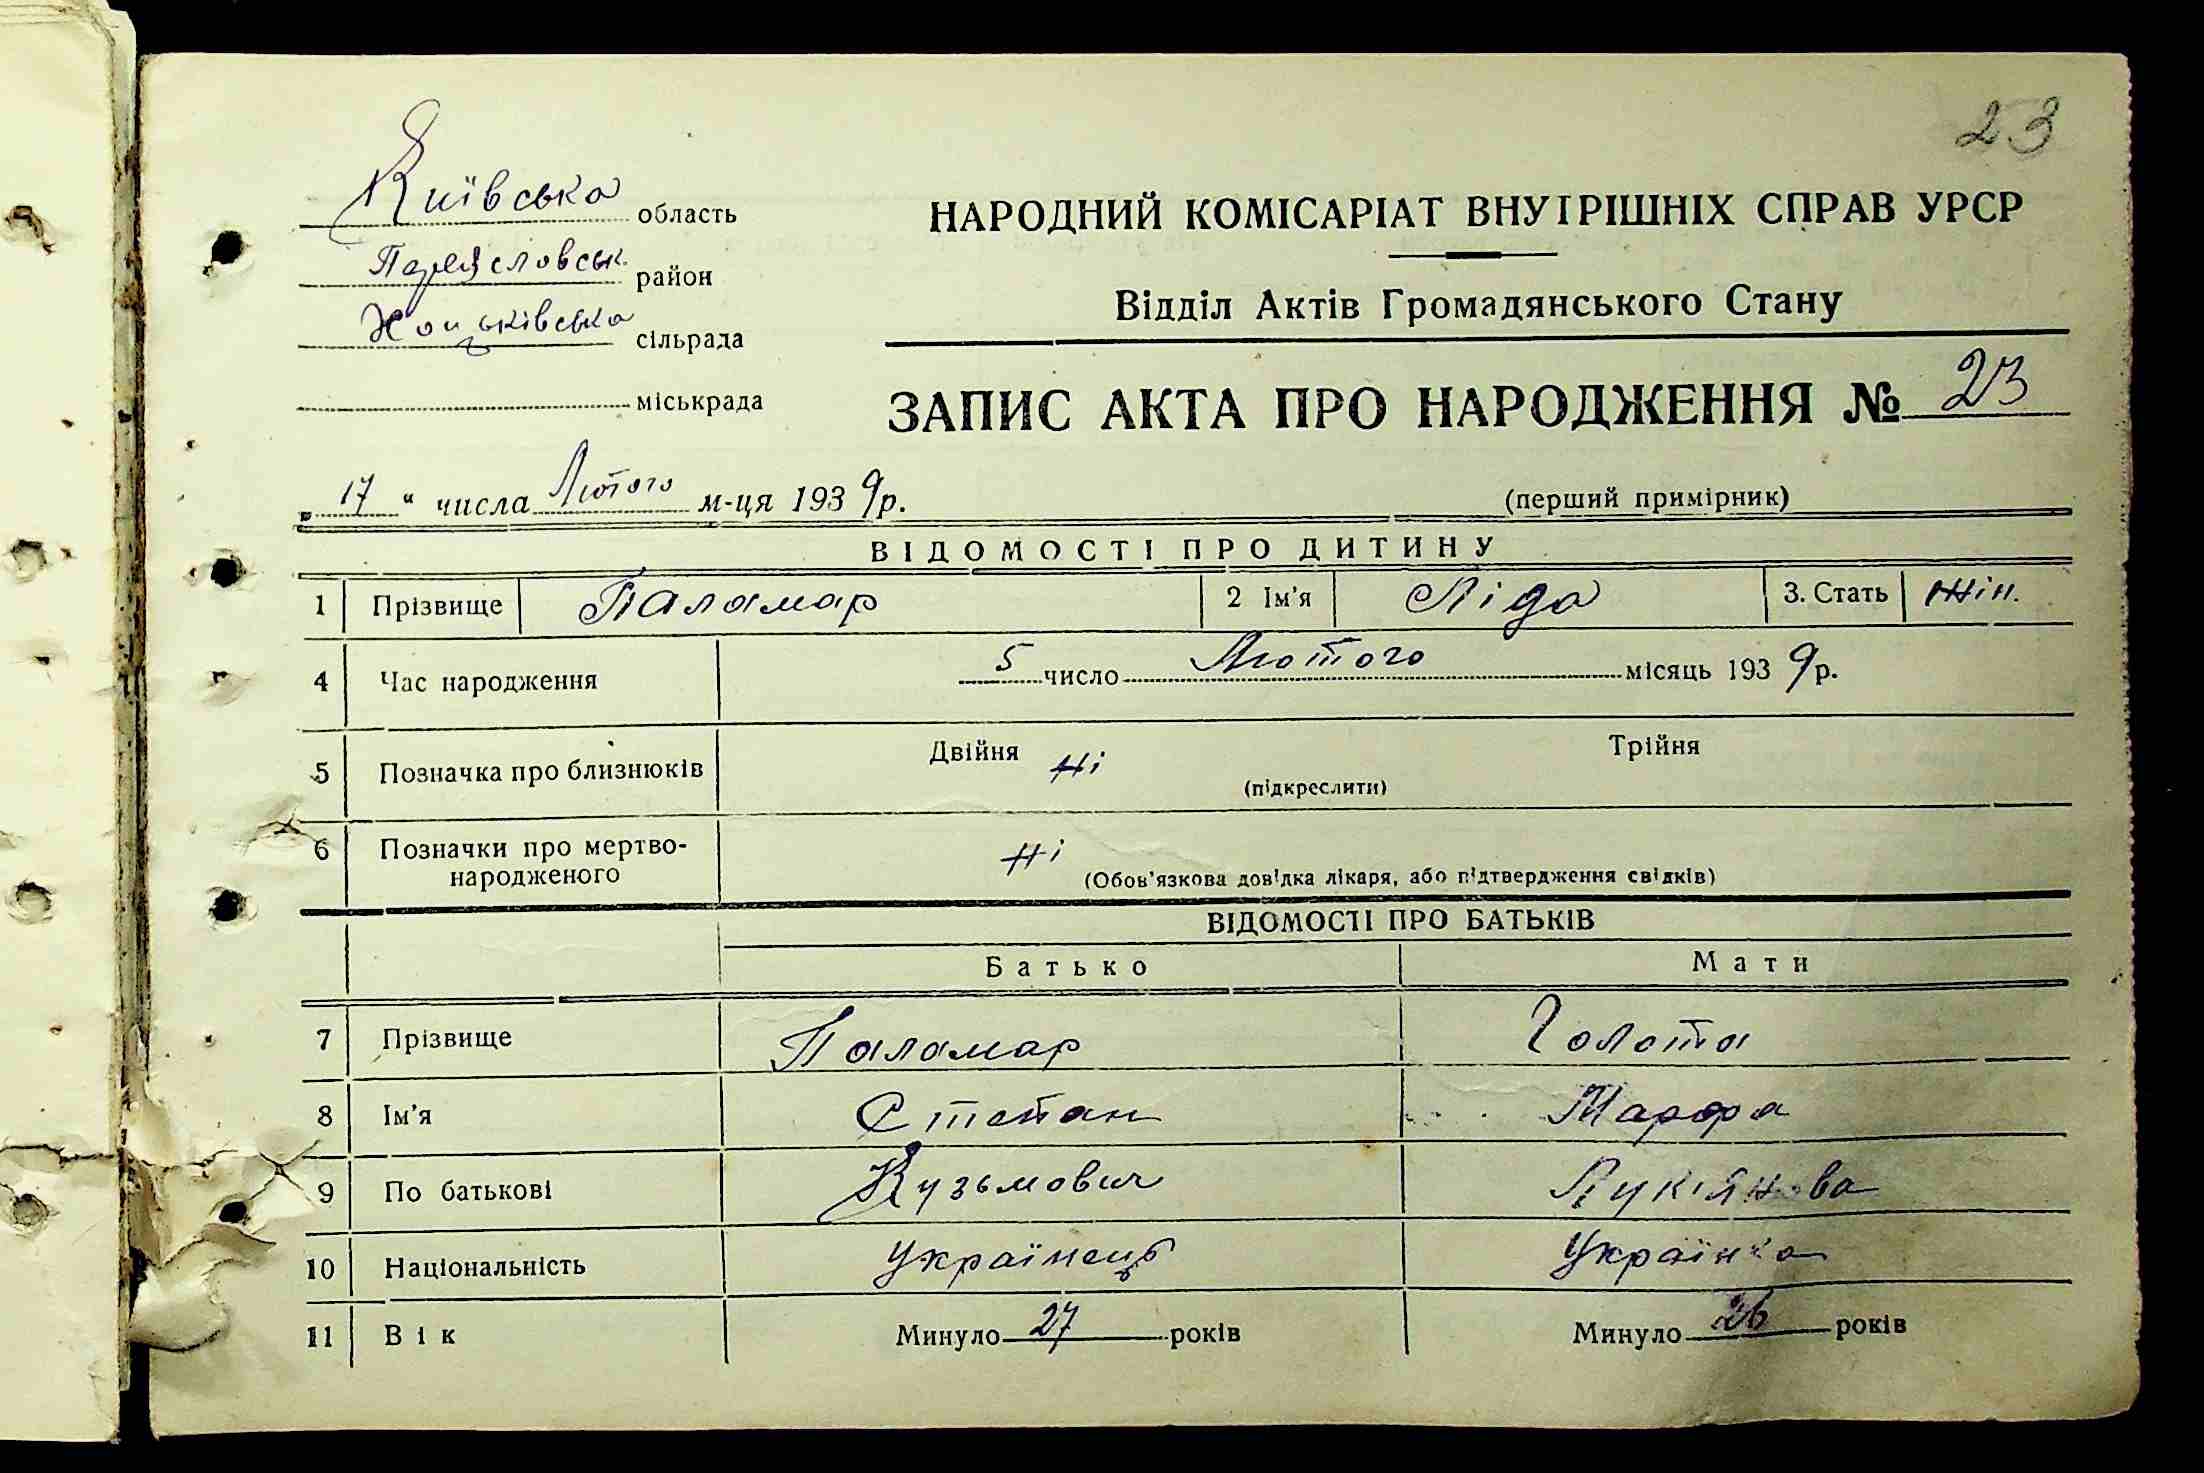 23
Київська область
Переяславськ. район
Хоцьківська сільрада
міськрада
НАРОДНИЙ КОМІСАРІАТ ВНУТРІШНІХ СПРАВ УРСР
Відділ Актів Громадянського Стану
ЗАПИС АКТА ПРО НАРОДЖЕННЯ № 23
„17“ числа Лютого м-ця 1939р.
(перший примірник)
ВІДОМОСТІ ПРО ДИТИНУ
1 Прізвище Паламар 2 Ім'я Ліда 3. Стать жін.
4 Час народження 5 число Лютого місяць 1939р.
5 Позначка про близнюків Двійня Ні Трійня
(підкреслити)
6 Позначки про мертво-
народженого Ні (Обов'язкова довідка лікаря, або підтвердження свідків)
ВІДОМОСТІ ПРО БАТЬКІВ
Батько Мати
7 Прізвище Паламар Голота
8 Ім'я Степан Марфа
9 По батькові Кузьмович Лукіянова
10 Національність Українець Українка
11 Вік Минуло 27 років Минуло 26 років